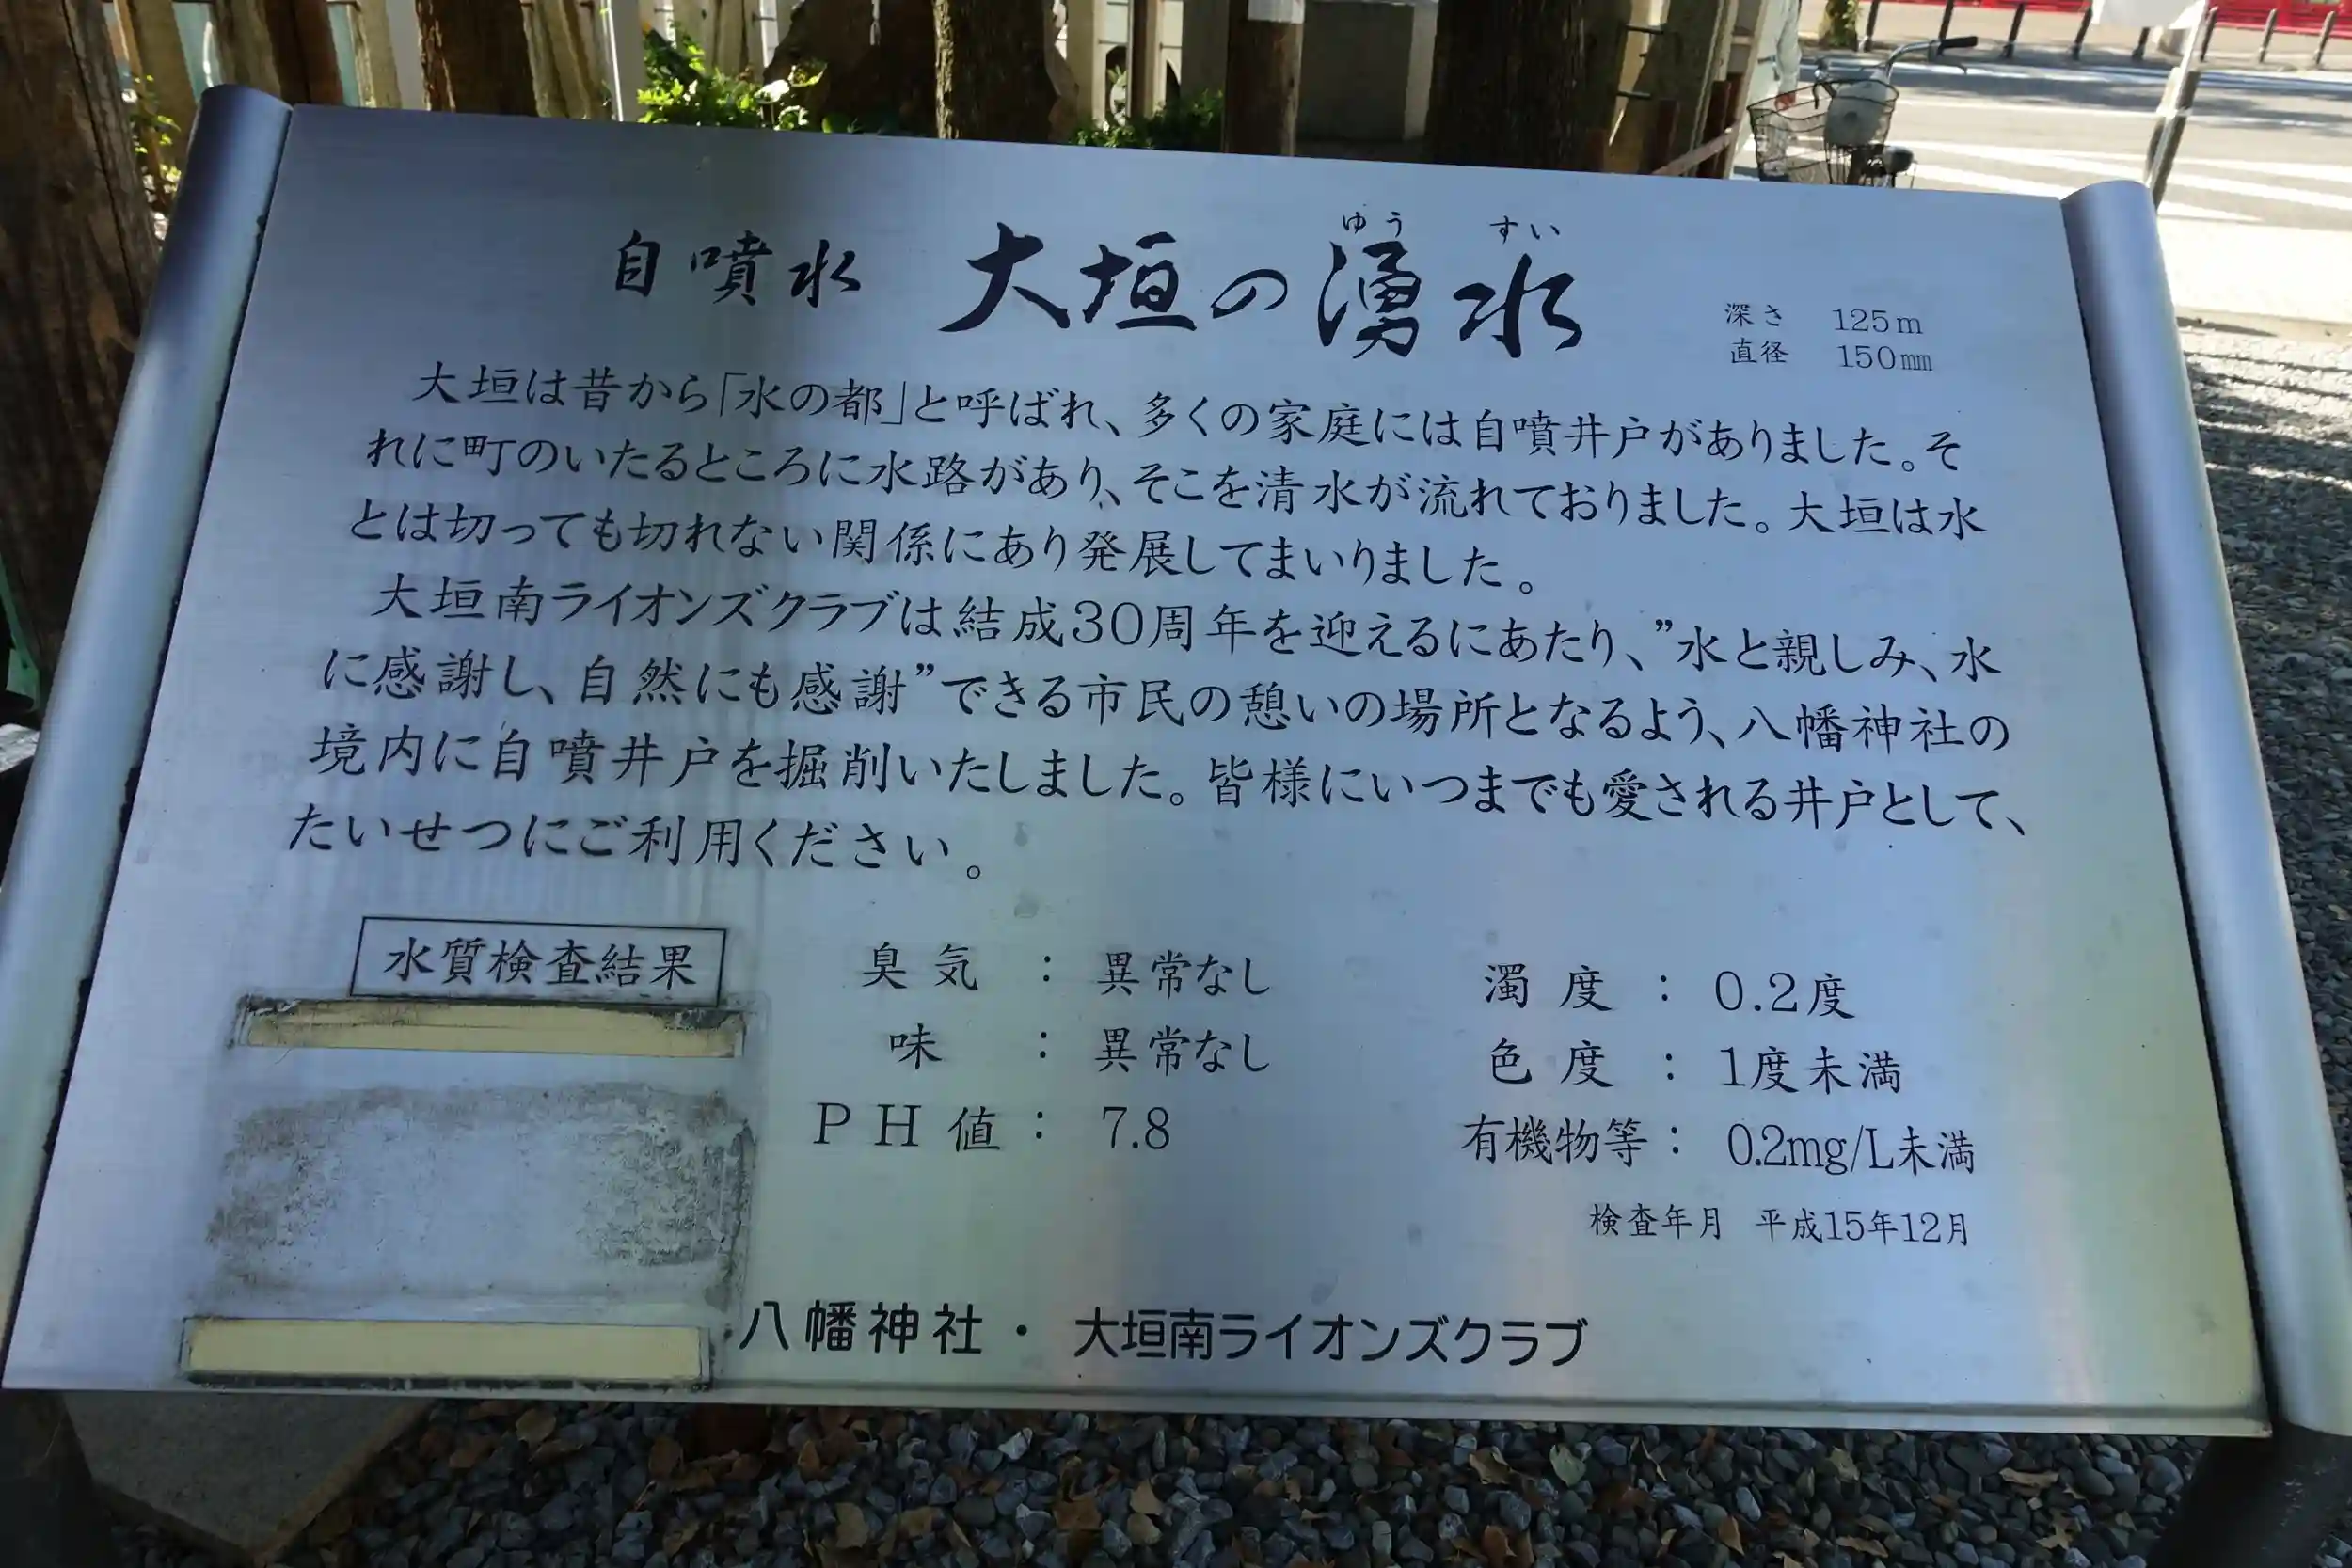 ゆう すい
自噴水 大垣の湧水
深さ 125m
直径 150mm
大垣は昔から「水の都」と呼ばれ、多くの家庭には自噴井戸がありました。そ
れに町のいたるところに水路があり、そこを清水が流れておりました。大垣は水
とは切っても切れない関係にあり発展してまいりました。
大垣南ライオンズクラブは結成30周年を迎えるにあたり、”水と親しみ、水
に感謝し、自然にも感謝”できる市民の憩いの場所となるよう、八幡神社の
境内に自噴井戸を掘削いたしました。皆様にいつまでも愛される井戸として、
たいせつにご利用ください。
水質検査結果
臭気 : 異常なし 濁度 : 0.2度
味 : 異常なし 色度 : 1度未満
PH値 : 7.8 有機物等 : 0.2mg/L未満
検査年月 平成15年12月
八幡神社・大垣南ライオンズクラブ